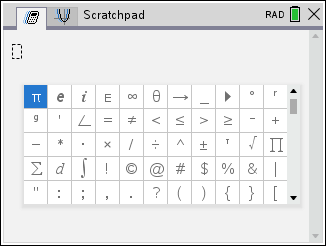 Scratchpad RAD
π e i E ∞ θ → _ ▶ ° ʳ
ᵍ ' ∠ = ≠ < ≤ > ≥ - +
− * · × / ÷ ^ ± ᵀ √ ∏
∑ d ∫ ! © @ # $ % & |
" : ; , . ? ( ) { } [